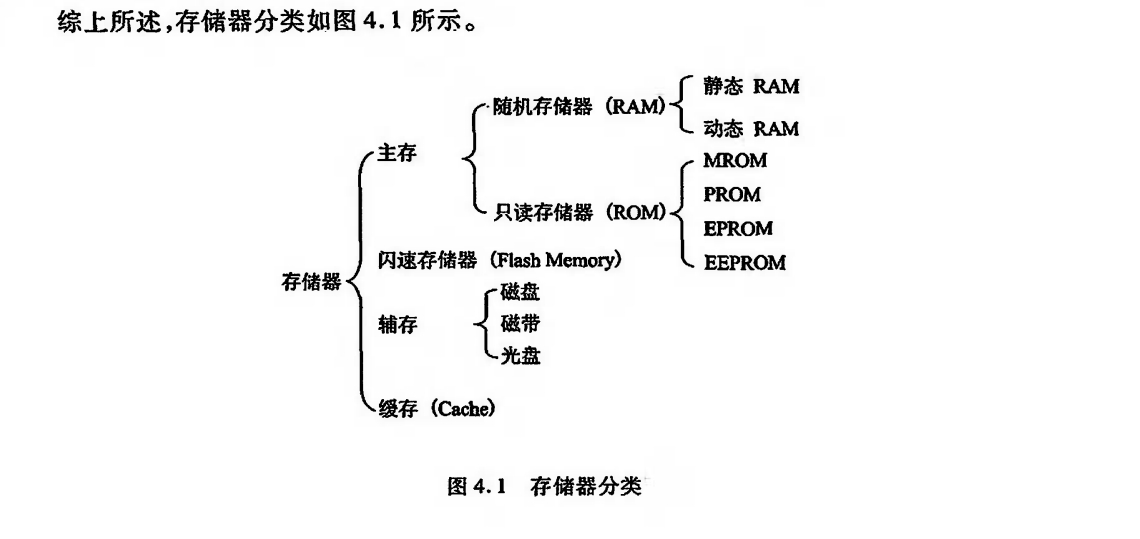 综上所述,存储器分类如图 4.1 所示。
静态 RAM
随机存储器 (RAM)
动态 RAM
主存
MROM
PROM
只读存储器 (ROM)
EPROM
EEPROM
闪速存储器 (Flash Memory)
存储器
磁盘
辅存
磁带
光盘
缓存 (Cache)
图 4.1 存储器分类